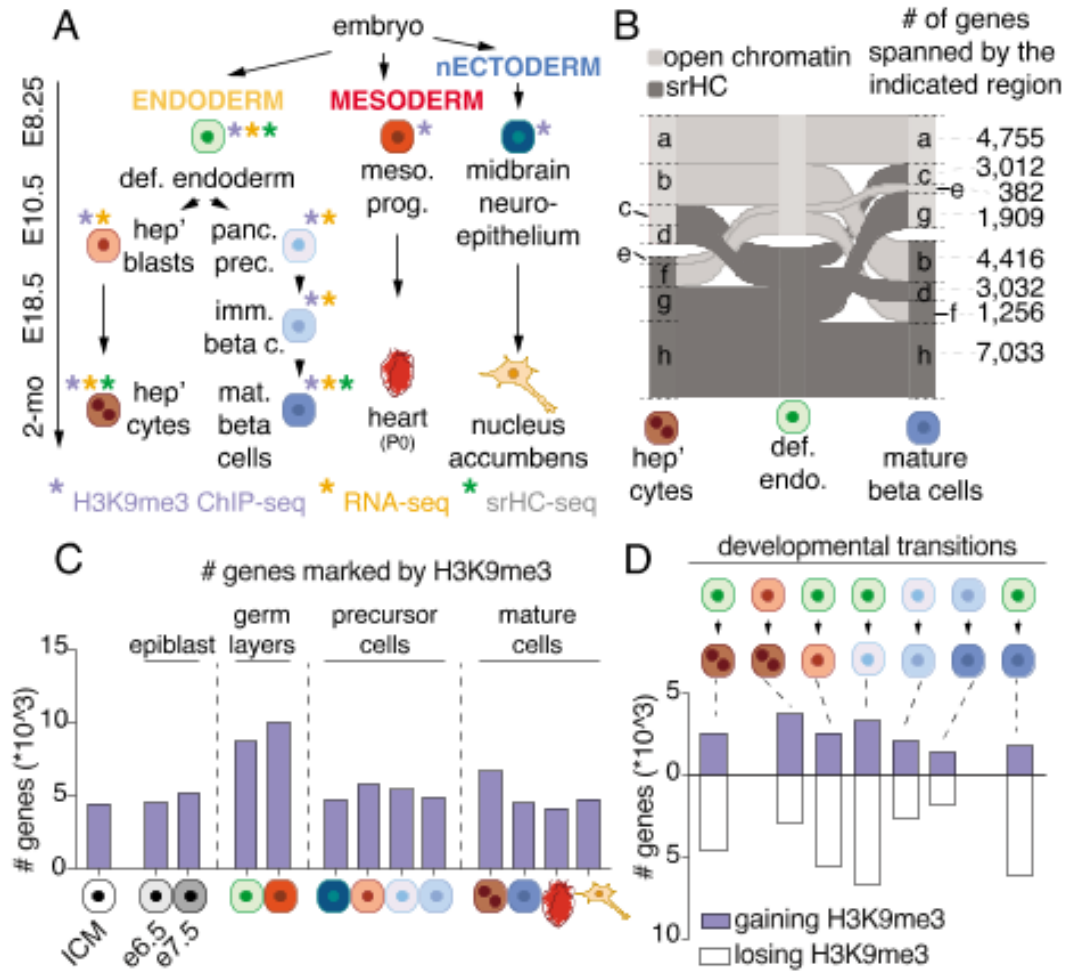 A
embryo
nECTODERM
ENDODERM
MESODERM
E8.25
E10.5
E18.5
2-mo
* * *
*
*
def. endoderm
meso.
prog.
midbrain
neuro-
epithelium
* *
hep'
blasts
panc.
prec.
* *
imm.
beta c.
* *
* * *
hep'
cytes
mat.
beta
cells
* * *
heart
(P0)
nucleus
accumbens
* H3K9me3 ChIP-seq * RNA-seq * srHC-seq
B
# of genes
spanned by the
indicated region
open chromatin
srHC
a
b
c
d
e
f
g
h
a
c
e
g
b
d
f
h
4,755
3,012
382
1,909
4,416
3,032
1,256
7,033
hep'
cytes
def.
endo.
mature
beta cells
C
# genes marked by H3K9me3
epiblast
germ
layers
precursor
cells
mature
cells
# genes (*10^3)
15
10
5
0
ICM
e6.5
e7.5
D
developmental transitions
# genes (*10^3)
5
0
5
10
gaining H3K9me3
losing H3K9me3